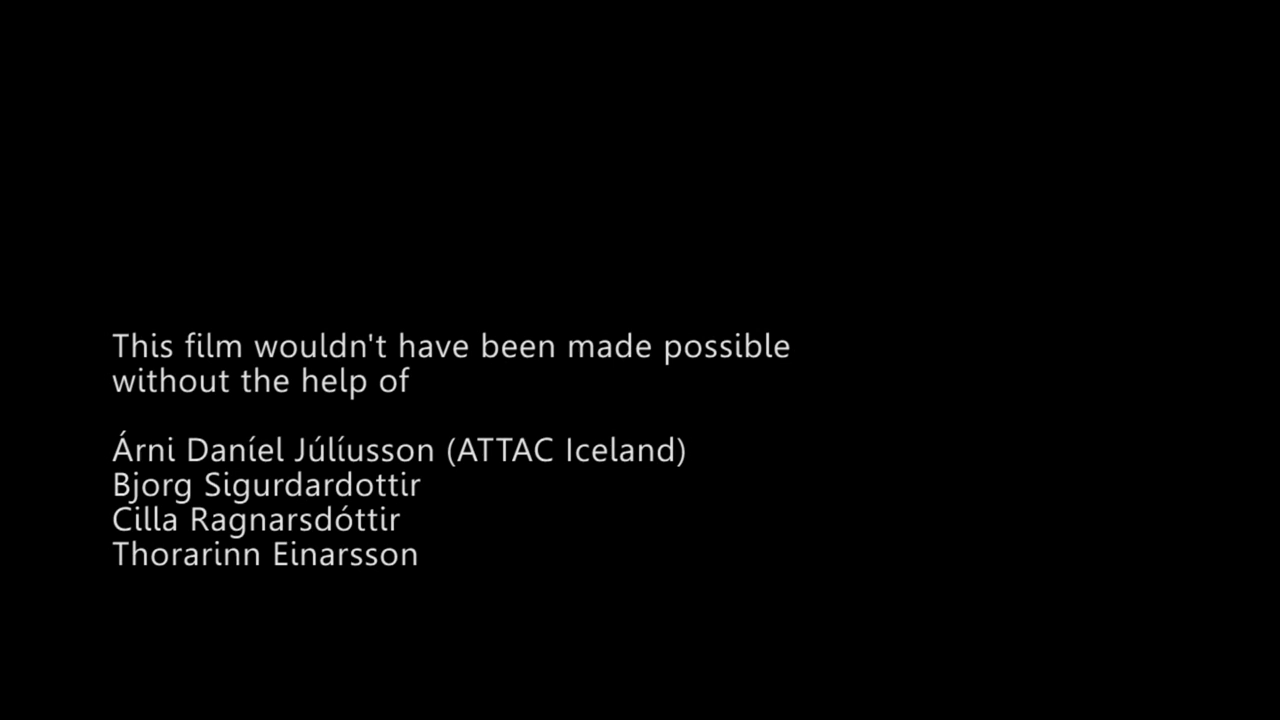 This film wouldn't have been made possible
without the help of
Árni Daníel Júlíusson (ATTAC Iceland)
Bjorg Sigurdardottir
Cilla Ragnarsdóttir
Thorarinn Einarsson